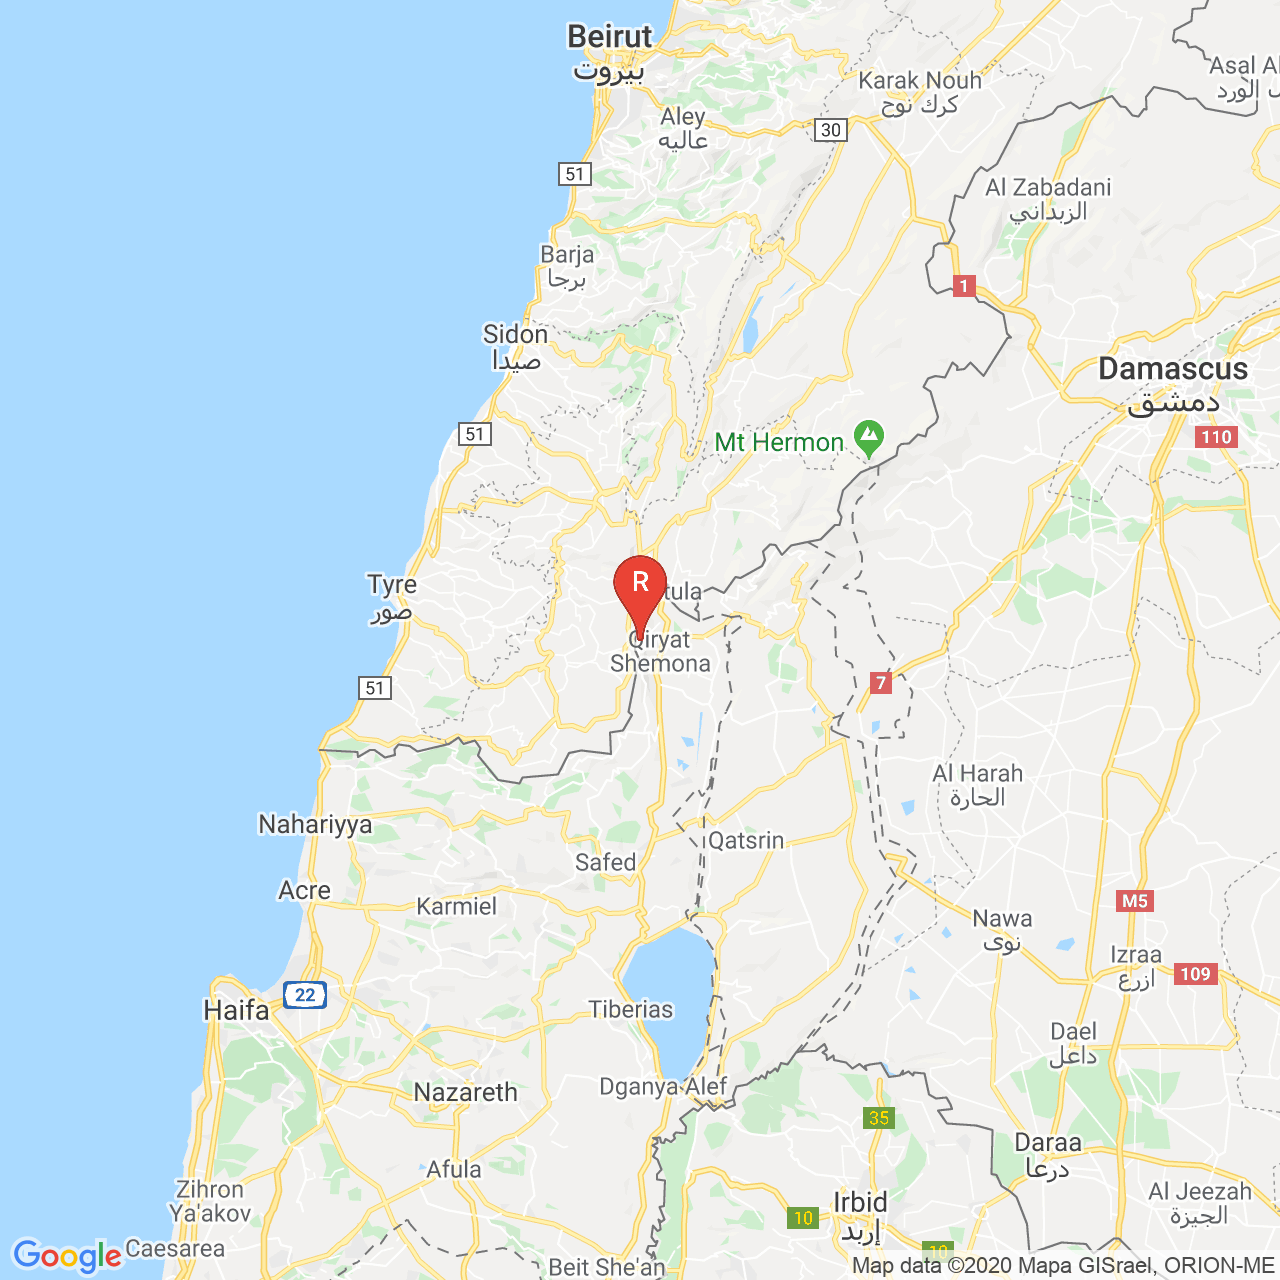 Beirut
بيروت
Karak Nouh
كرك نوح
Aley
عاليه
30
51
Al Zabadani
الزبداني
Barja
برجا
1
Sidon
صيدا
Damascus
دمشق
110
51
Mt Hermon
Tyre
صور
R
tula
Qiryat
Shemona
7
51
Al Harah
الحارة
Nahariyya
Qatsrin
Safed
Acre
Karmiel
M5
Nawa
نوى
Izraa
ازرع
109
22
Haifa
Tiberias
Dael
داعل
Dganya Alef
Nazareth
35
Daraa
درعا
Afula
Zihron
Ya'akov
Irbid
إربد
10
Al Jeezah
الجيزة
Google
Caesarea
Beit She'an
10
Map data ©2020 Mapa GISrael, ORION-ME